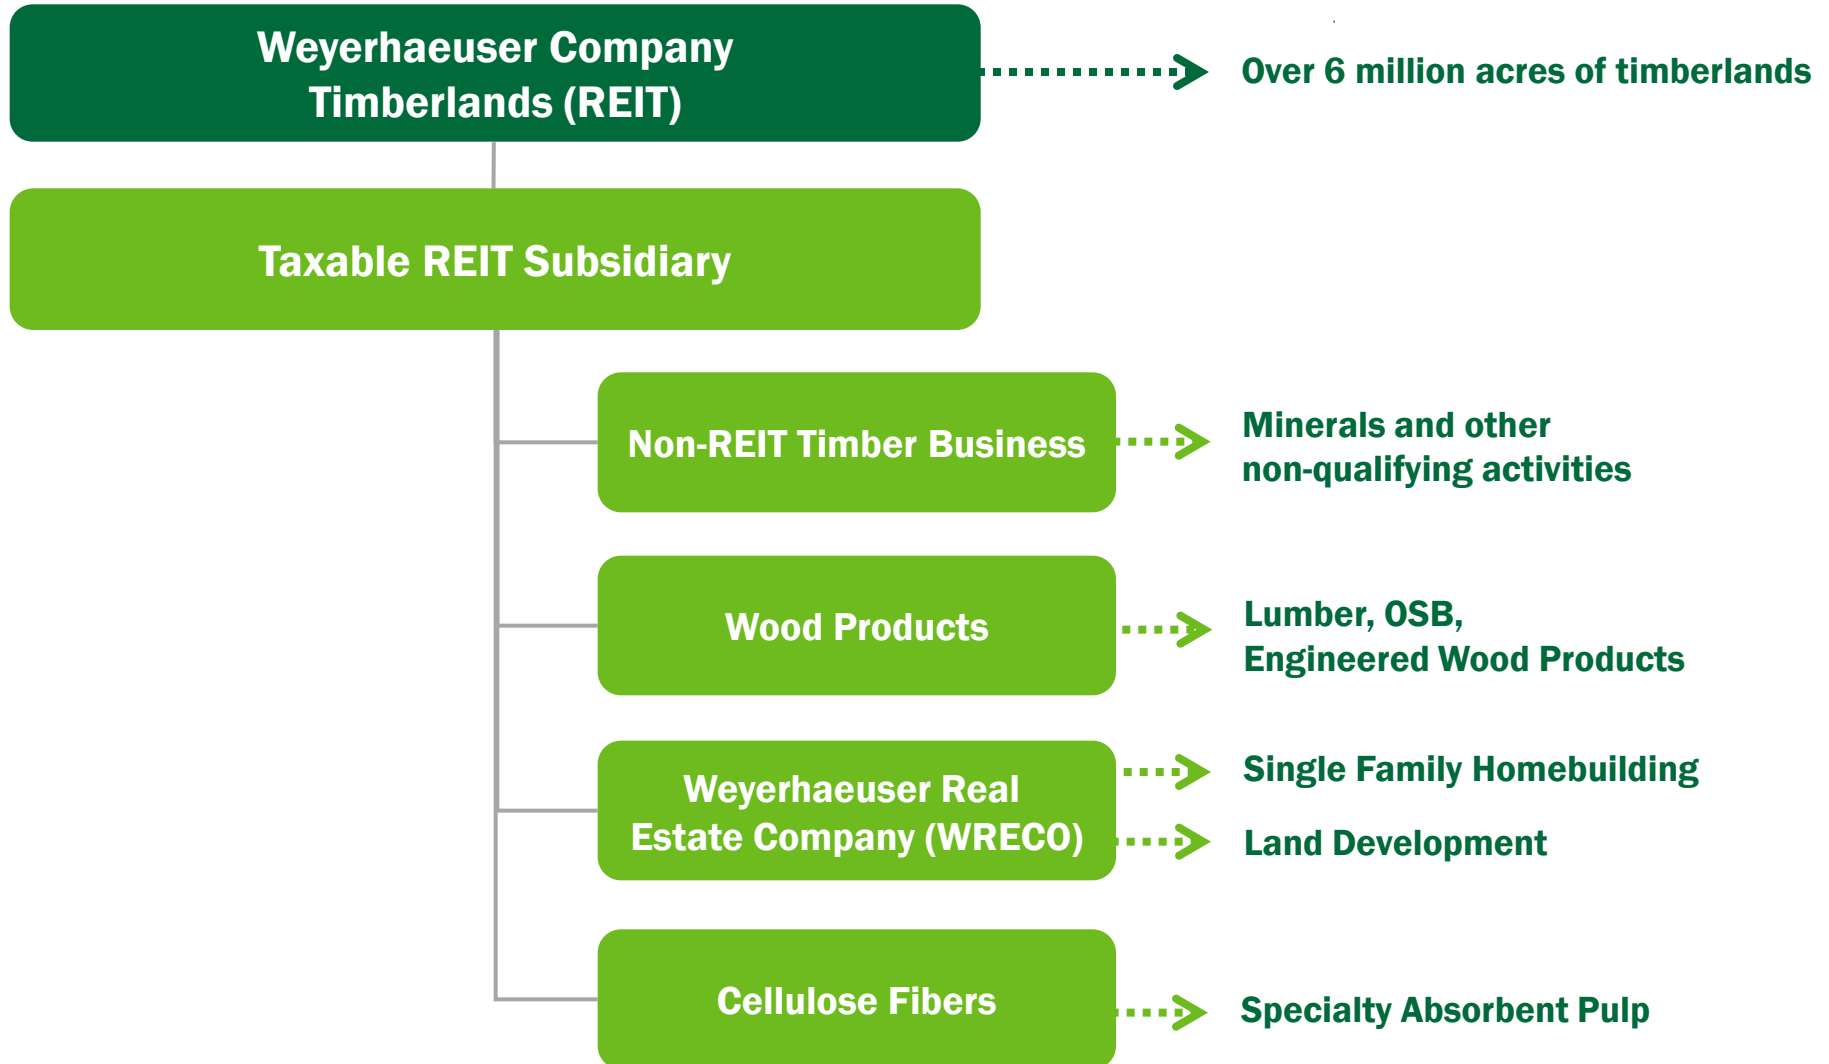 Weyerhaeuser Company
Timberlands (REIT)
Over 6 million acres of timberlands
Taxable REIT Subsidiary
Non-REIT Timber Business
Minerals and other
non-qualifying activities
Wood Products
Lumber, OSB,
Engineered Wood Products
Weyerhaeuser Real
Estate Company (WRECO)
Single Family Homebuilding
Land Development
Cellulose Fibers
Specialty Absorbent Pulp